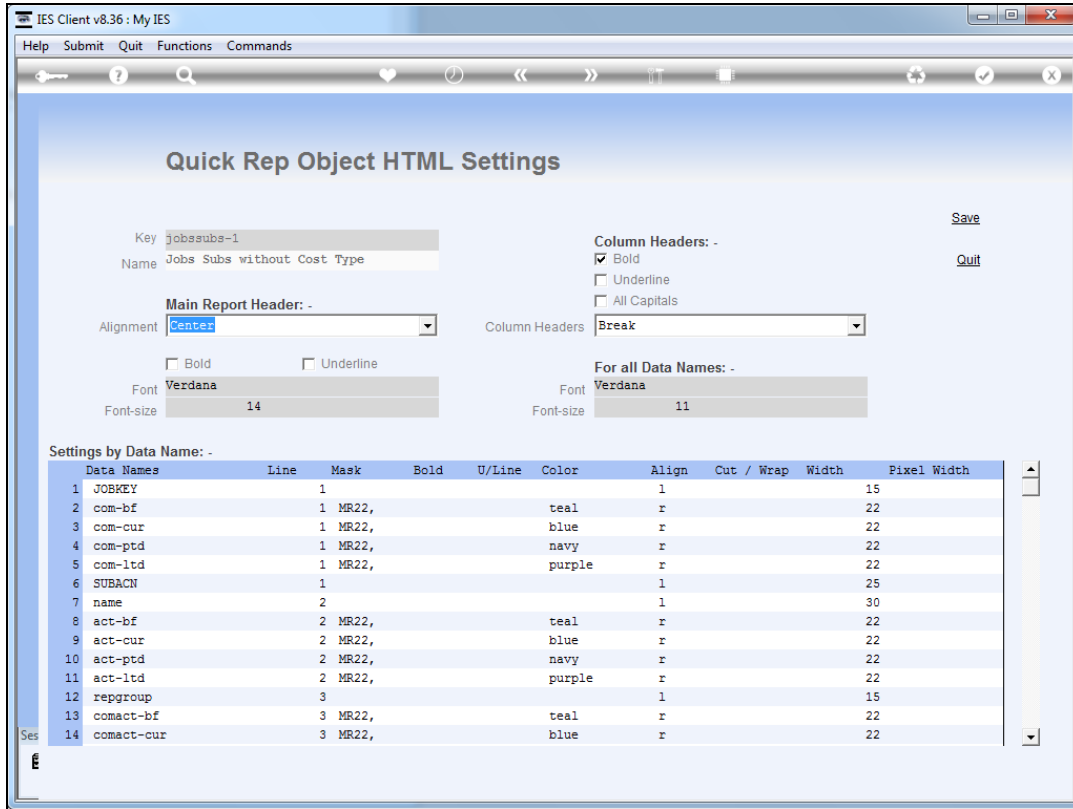 IES Client v8.36 : My IES
Help Submit Quit Functions Commands
Quick Rep Object HTML Settings
Save
Key jobssubs-1
Column Headers: -
Name Jobs Subs without Cost Type
Bold
Quit
Underline
Main Report Header: -
All Capitals
Alignment Center
Column Headers Break
Bold Underline
For all Data Names: -
Font Verdana
Font Verdana
Font-size 14
Font-size 11
Settings by Data Name: -
Data Names Line Mask Bold U/Line Color Align Cut / Wrap Width Pixel Width
1 JOBKEY 1 l 15
2 com-bf 1 MR22, teal r 22
3 com-cur 1 MR22, blue r 22
4 com-ptd 1 MR22, navy r 22
5 com-ltd 1 MR22, purple r 22
6 SUBACN 1 l 25
7 name 2 l 30
8 act-bf 2 MR22, teal r 22
9 act-cur 2 MR22, blue r 22
10 act-ptd 2 MR22, navy r 22
11 act-ltd 2 MR22, purple r 22
12 repgroup 3 l 15
13 comact-bf 3 MR22, teal r 22
14 comact-cur 3 MR22, blue r 22
Ses